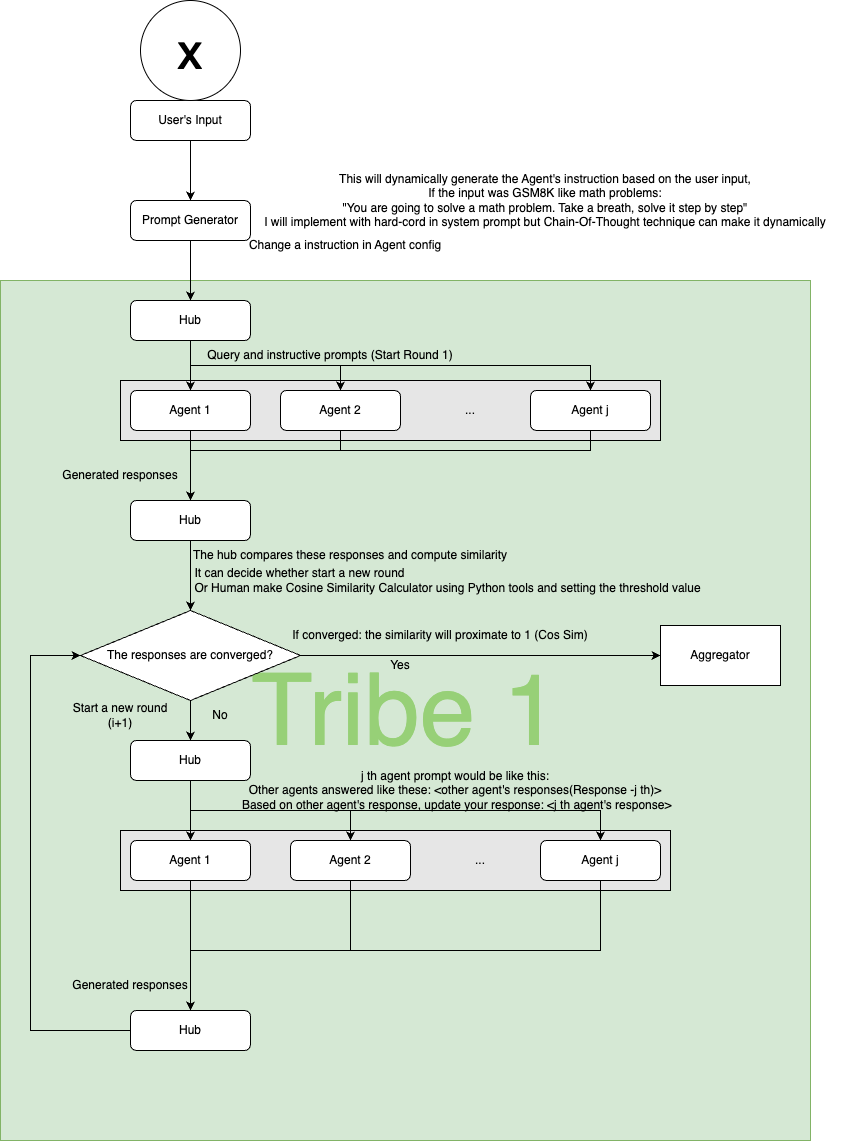 X
User's Input
This will dynamically generate the Agent's instruction based on the user input,
If the input was GSM8K like math problems:
"You are going to solve a math problem. Take a breath, solve it step by step"
I will implement with hard-cord in system prompt but Chain-Of-Thought technique can make it dynamically
Prompt Generator
Change a instruction in Agent config
Hub
Query and instructive prompts (Start Round 1)
Agent 1
Agent 2
...
Agent j
Generated responses
Hub
The hub compares these responses and compute similarity
It can decide whether start a new round
Or Human make Cosine Similarity Calculator using Python tools and setting the threshold value
If converged: the similarity will proximate to 1 (Cos Sim)
The responses are converged?
Yes
Aggregator
Tribe 1
Start a new round
(i+1)
No
Hub
j th agent prompt would be like this:
Other agents answered like these: <other agent's responses(Response -j th)>
Based on other agent's response, update your response: <j th agent's response>
Agent 1
Agent 2
...
Agent j
Generated responses
Hub